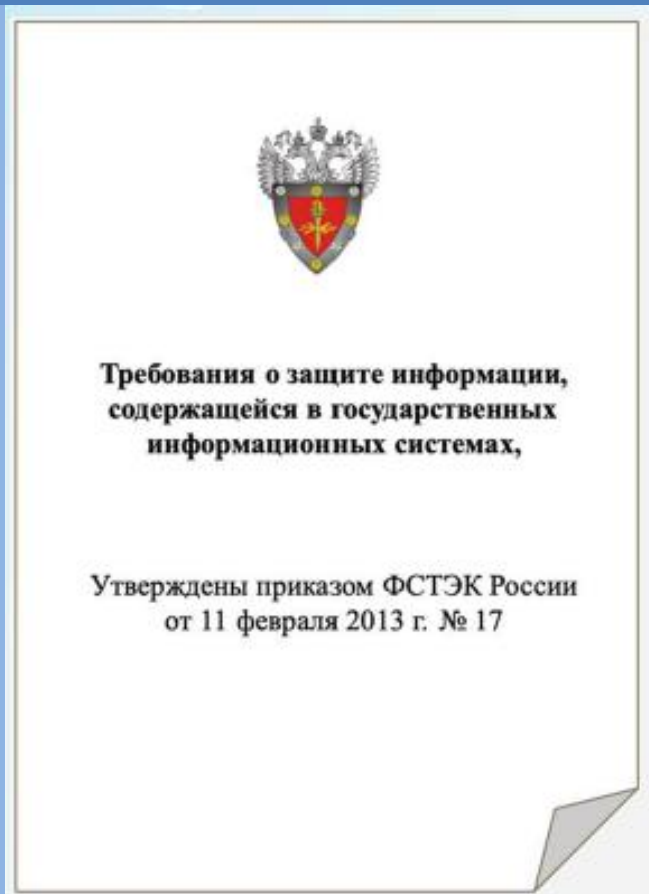 Требования о защите информации,
содержащейся в государственных
информационных системах,
Утверждены приказом ФСТЭК России
от 11 февраля 2013 г. № 17